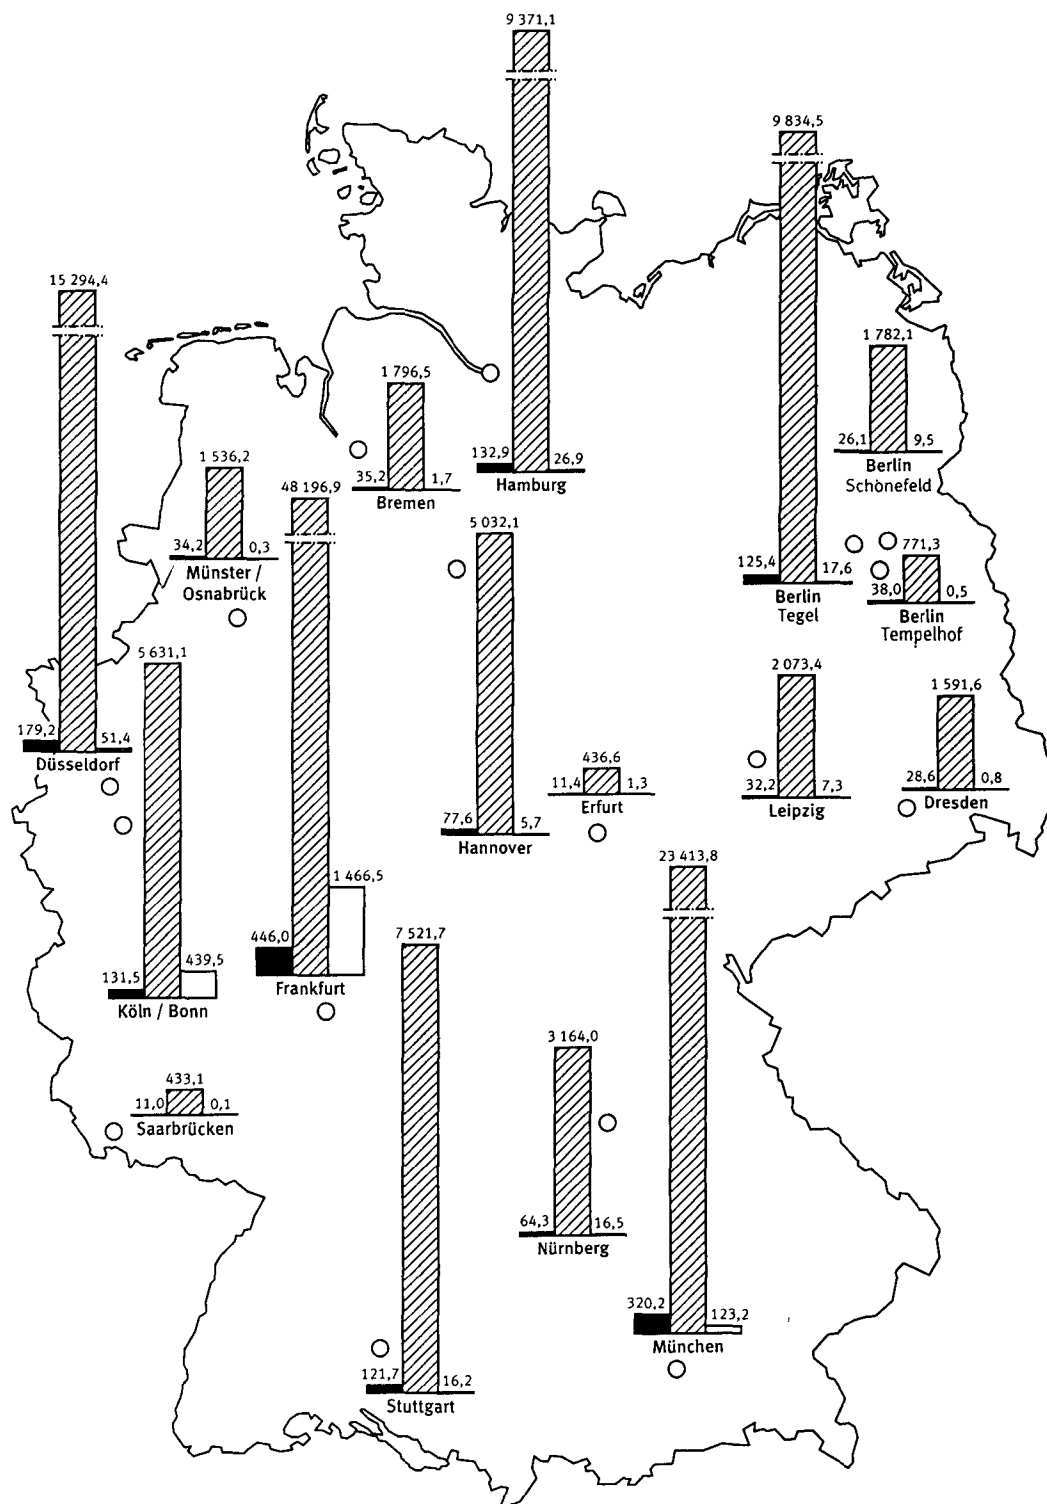 9 371,1
132,9
26,9
Hamburg
9 834,5
125,4
17,6
Berlin
Tegel
15 294,4
179,2
51,4
Düsseldorf
1 796,5
35,2
1,7
Bremen
1 782,1
26,1
9,5
Berlin
Schönefeld
1 536,2
34,2
0,3
Münster /
Osnabrück
48 196,9
446,0
1 466,5
Frankfurt
5 032,1
77,6
5,7
Hannover
771,3
38,0
0,5
Berlin
Tempelhof
5 631,1
131,5
439,5
Köln / Bonn
436,6
11,4
1,3
Erfurt
2 073,4
32,2
7,3
Leipzig
1 591,6
28,6
0,8
Dresden
23 413,8
320,2
123,2
München
7 521,7
121,7
16,2
Stuttgart
3 164,0
64,3
16,5
Nürnberg
433,1
11,0
0,1
Saarbrücken